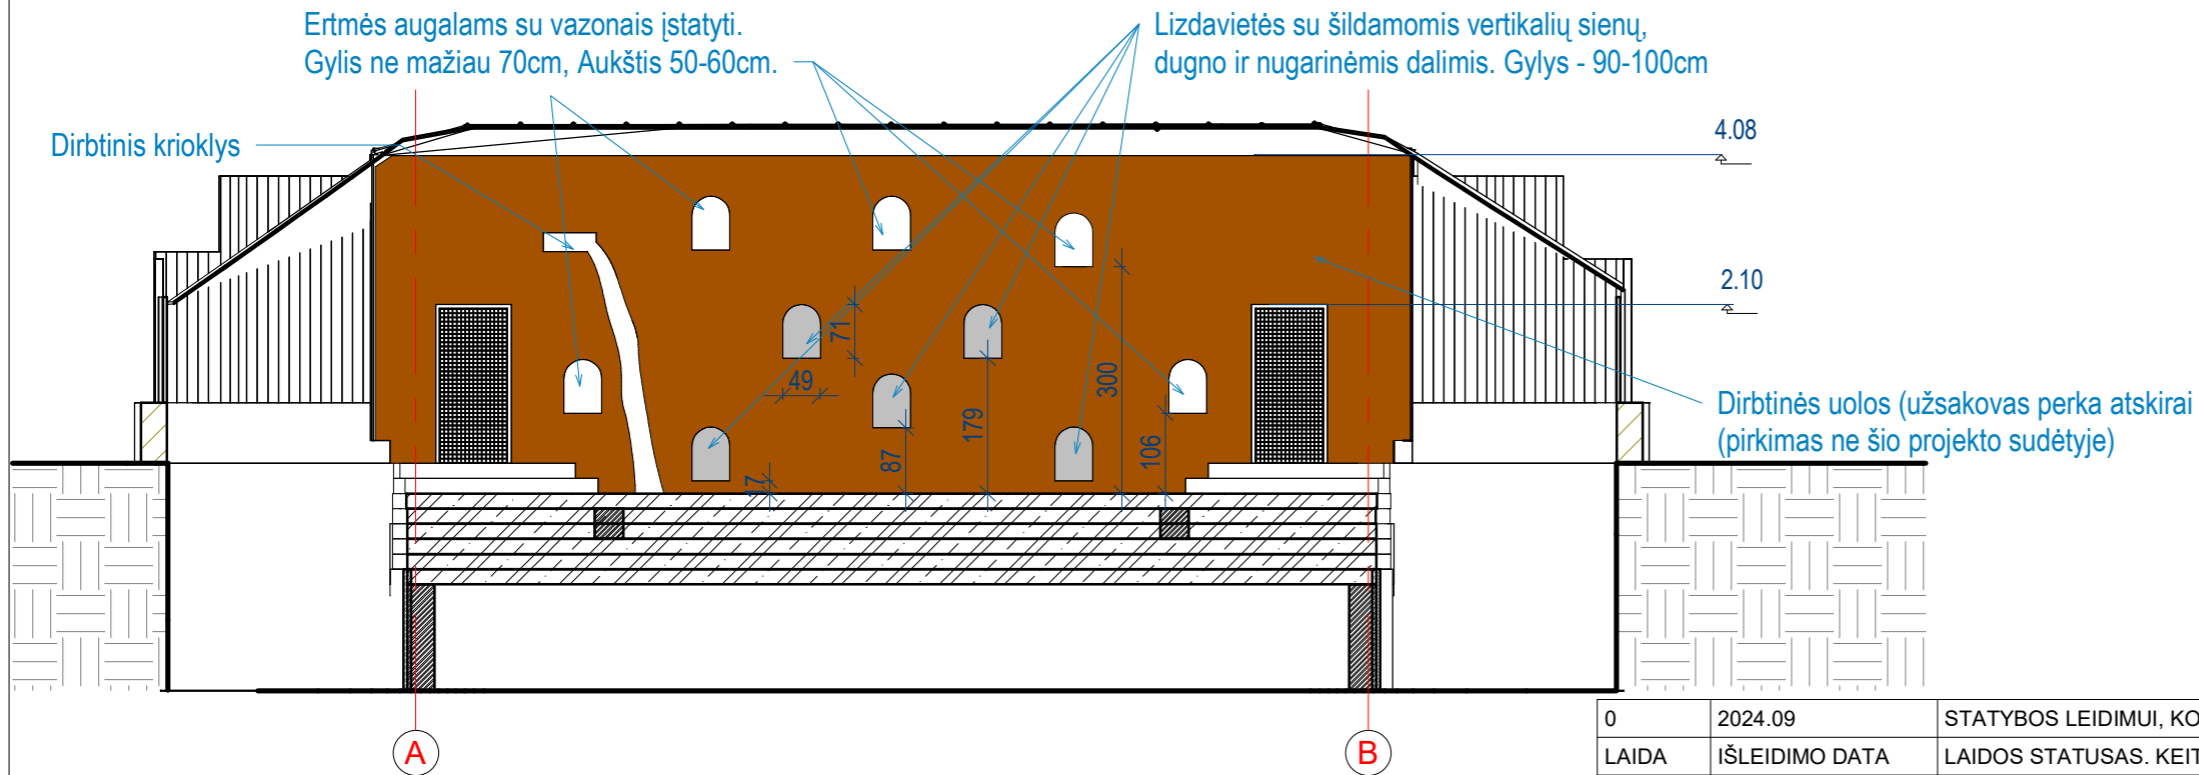 Ertmės augalams su vazonais įstatyti.
Gylis ne mažiau 70cm, Aukštis 50-60cm.
Lizdavietės su šildamomis vertikalių sienų,
dugno ir nugarinėmis dalimis. Gylys - 90-100cm
Dirbtinis krioklys
4.08
2.10
71
49
300
179
106
87
17
Dirbtinės uolos (užsakovas perka atskirai
(pirkimas ne šio projekto sudėtyje)
A
B
0 2024.09 STATYBOS LEIDIMUI, KO
LAIDA IŠLEIDIMO DATA LAIDOS STATUSAS. KEIT